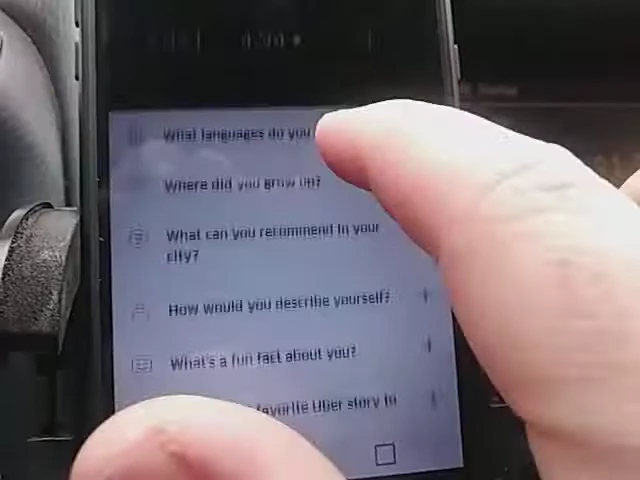 What languages do you
Where did you grow up?
What can you recommend in your
city?
How would you describe yourself?
What's a fun fact about you?
favorite Uber story to